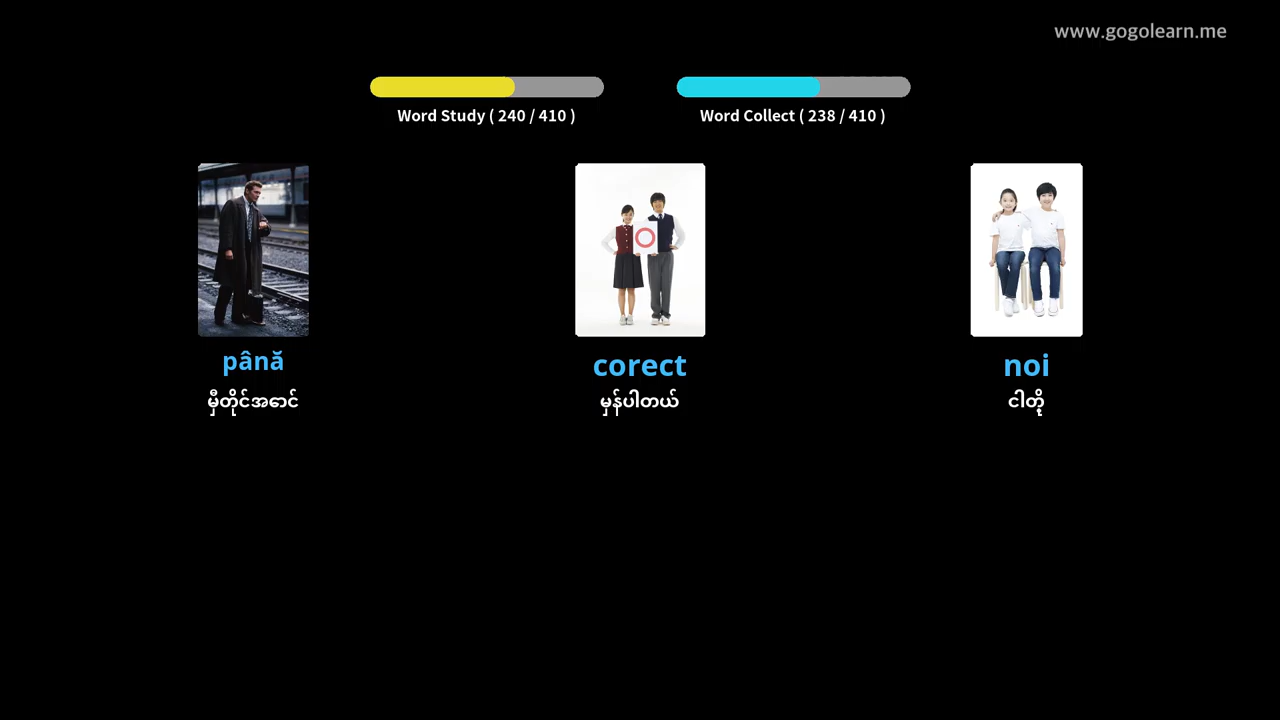 www.gogolearn.me
Word Study ( 240 / 410 )
Word Collect ( 238 / 410 )
până
corect
noi
မှီတိုင်အောင်
မှန်ပါတယ်
ငါတို့